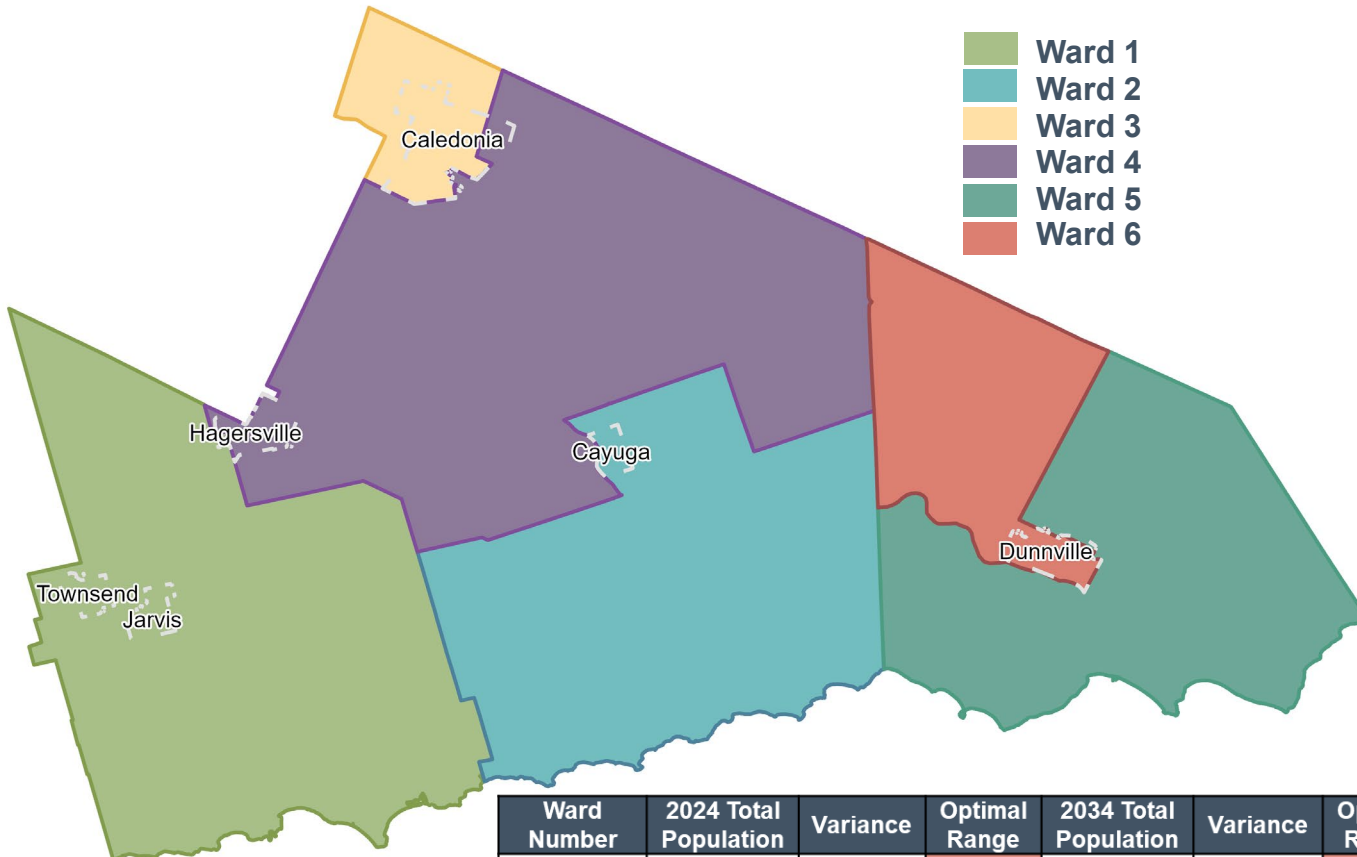 Ward 1
Ward 2
Ward 3
Ward 4
Ward 5
Ward 6
Caledonia
Hagersville
Cayuga
Dunnville
Townsend
Jarvis
Ward Number 2024 Total Population Variance Optimal Range 2034 Total Population Variance